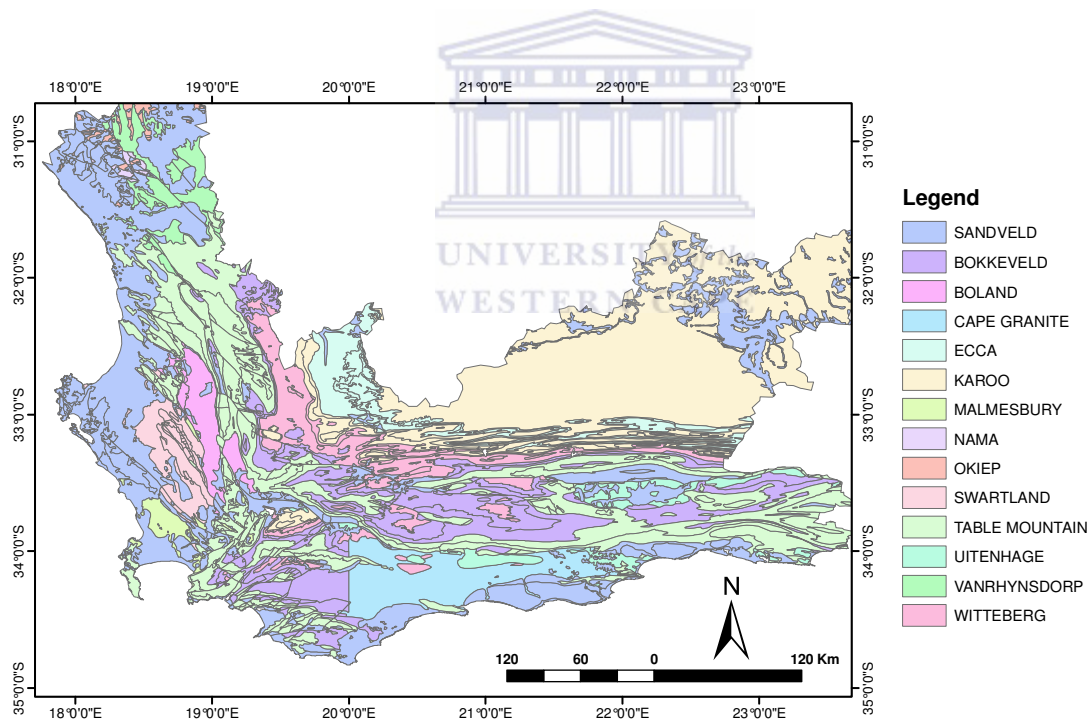 18°0'0"E 19°0'0"E 20°0'0"E 21°0'0"E 22°0'0"E 23°0'0"E
31°0'0"S
31°0'0"S
32°0'0"S
32°0'0"S
33°0'0"S
33°0'0"S
34°0'0"S
34°0'0"S
35°0'0"S
35°0'0"S
UNIVERSITY of the
WESTERN CAPE
Legend
SANDVELD
BOKKEVELD
BOLAND
CAPE GRANITE
ECCA
KAROO
MALMESBURY
NAMA
OKIEP
SWARTLAND
TABLE MOUNTAIN
UITENHAGE
VANRHYNSDORP
WITTEBERG
N
120 60 0 120 Km
18°0'0"E 19°0'0"E 20°0'0"E 21°0'0"E 22°0'0"E 23°0'0"E